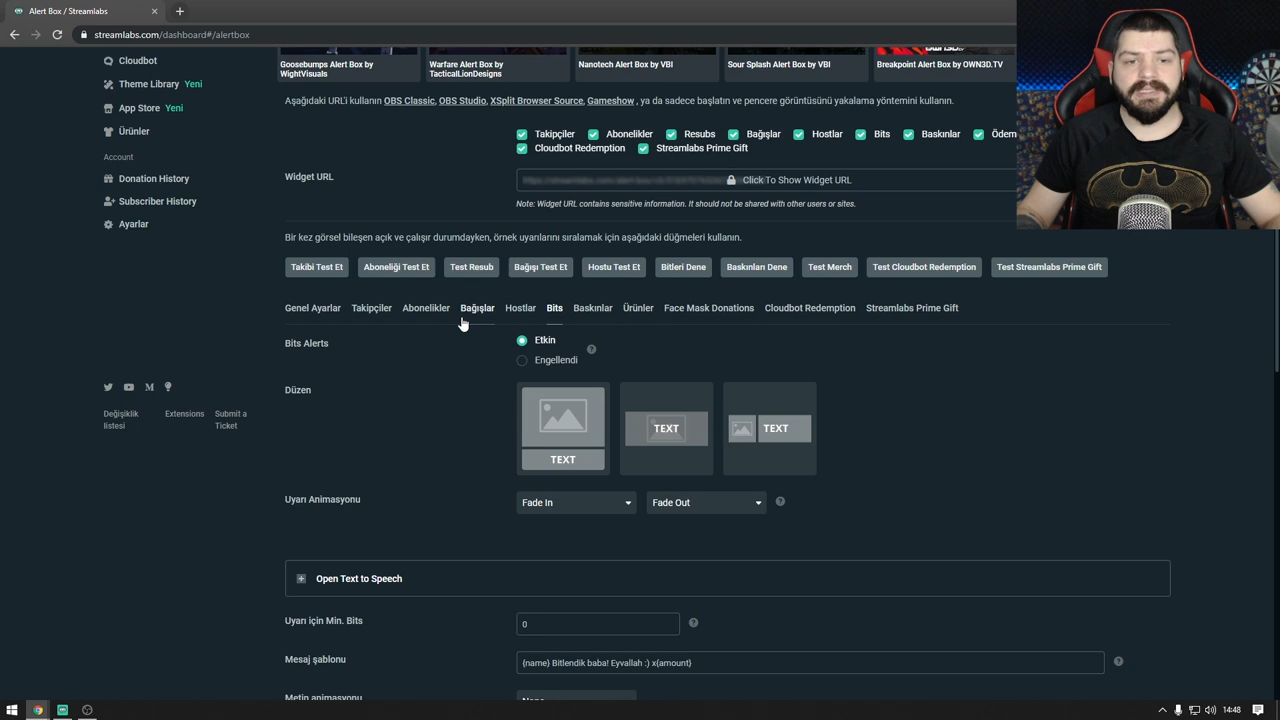 Alert Box / Streamlabs
streamlabs.com/dashboard#/alertbox
Cloudbot
Theme Library Yeni
App Store Yeni
Ürünler
Account
Donation History
Subscriber History
Ayarlar
Değişiklik listesi
Extensions
Submit a Ticket
Goosebumps Alert Box by WightVisuals
Warfare Alert Box by TacticalLionDesigns
Nanotech Alert Box by VBI
Sour Splash Alert Box by VBI
Breakpoint Alert Box by OWN3D.TV
Aşağıdaki URL'i kullanın OBS Classic, OBS Studio, XSplit Browser Source, Gameshow , ya da sadece başlatın ve pencere görüntüsünü yakalama yöntemini kullanın.
Takipçiler Abonelikler Resubs Bağışlar Hostlar Bits Baskınlar Ödem
Cloudbot Redemption Streamlabs Prime Gift
Widget URL
Click To Show Widget URL
Note: Widget URL contains sensitive information. It should not be shared with other users or sites.
Bir kez görsel bileşen açık ve çalışır durumdayken, örnek uyarılarını sıralamak için aşağıdaki düğmeleri kullanın.
Takibi Test Et Aboneliği Test Et Test Resub Bağışı Test Et Hostu Test Et Bitleri Dene Baskınları Dene Test Merch Test Cloudbot Redemption Test Streamlabs Prime Gift
Genel Ayarlar Takipçiler Abonelikler Bağışlar Hostlar Bits Baskınlar Ürünler Face Mask Donations Cloudbot Redemption Streamlabs Prime Gift
Bits Alerts
Etkin
Engellendi
Düzen
TEXT
TEXT
TEXT
Uyarı Animasyonu
Fade In
Fade Out
Open Text to Speech
Uyarı için Min. Bits
0
Mesaj şablonu
{name} Bitlendik baba! Eyvallah :) x{amount}
Metin animasyonu
None
14:48